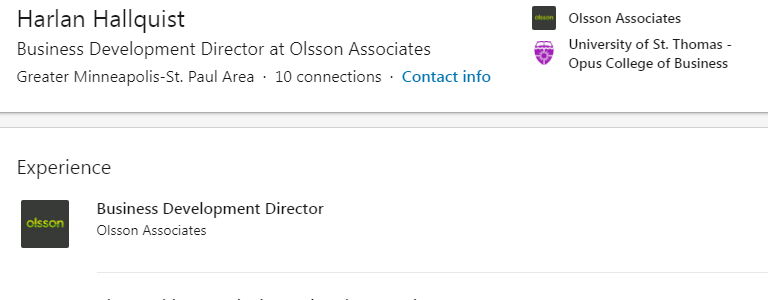 Harlan Hallquist
Business Development Director at Olsson Associates
Greater Minneapolis-St. Paul Area · 10 connections · Contact info
olsson
Olsson Associates
University of St. Thomas -
Opus College of Business
Experience
olsson
Business Development Director
Olsson Associates